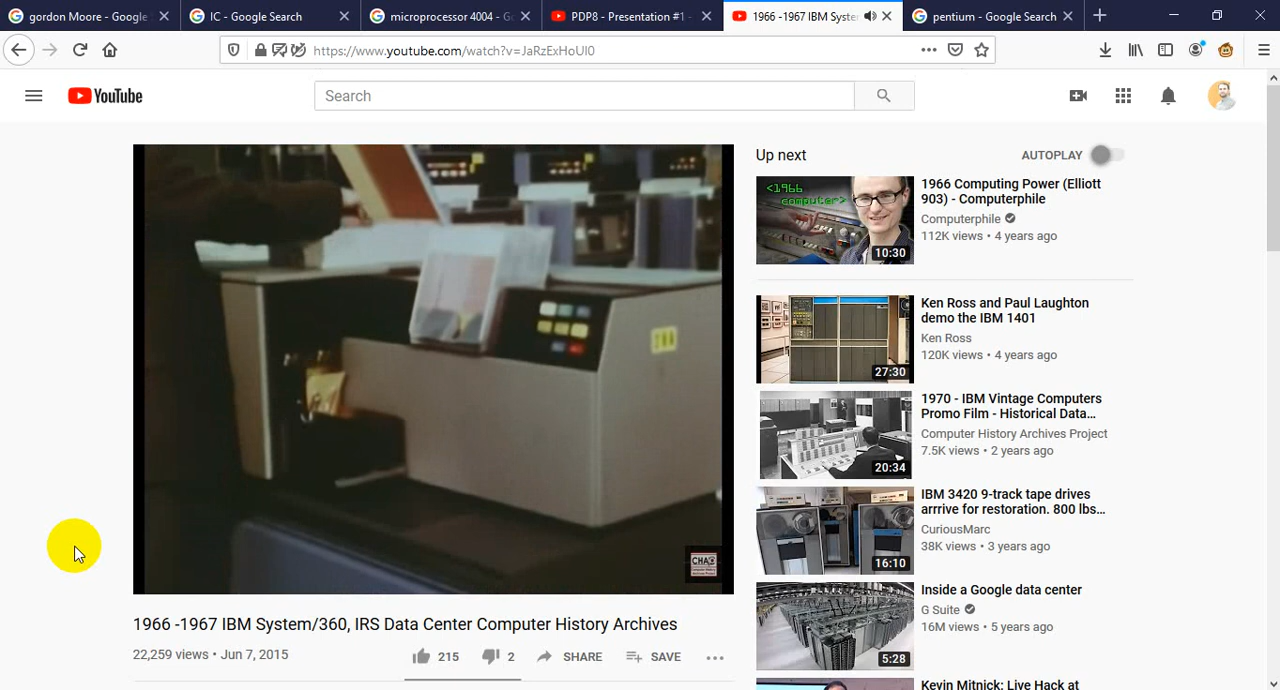 gordon Moore - Google
IC - Google Search
microprocessor 4004 - Go
PDP8 - Presentation #1 -
1966 -1967 IBM Syste
pentium - Google Search
https://www.youtube.com/watch?v=JaRzExHoUI0
YouTube
Search
Up next
AUTOPLAY
<1966
computer>
10:30
1966 Computing Power (Elliott
903) - Computerphile
Computerphile
112K views • 4 years ago
27:30
Ken Ross and Paul Laughton
demo the IBM 1401
Ken Ross
120K views • 4 years ago
20:34
1970 - IBM Vintage Computers
Promo Film - Historical Data...
Computer History Archives Project
7.5K views • 2 years ago
16:10
IBM 3420 9-track tape drives
arrrive for restoration. 800 lbs...
CuriousMarc
38K views • 3 years ago
5:28
Inside a Google data center
G Suite
16M views • 5 years ago
Kevin Mitnick: Live Hack at
CHAP
1966 -1967 IBM System/360, IRS Data Center Computer History Archives
22,259 views • Jun 7, 2015
215
2
SHARE
SAVE